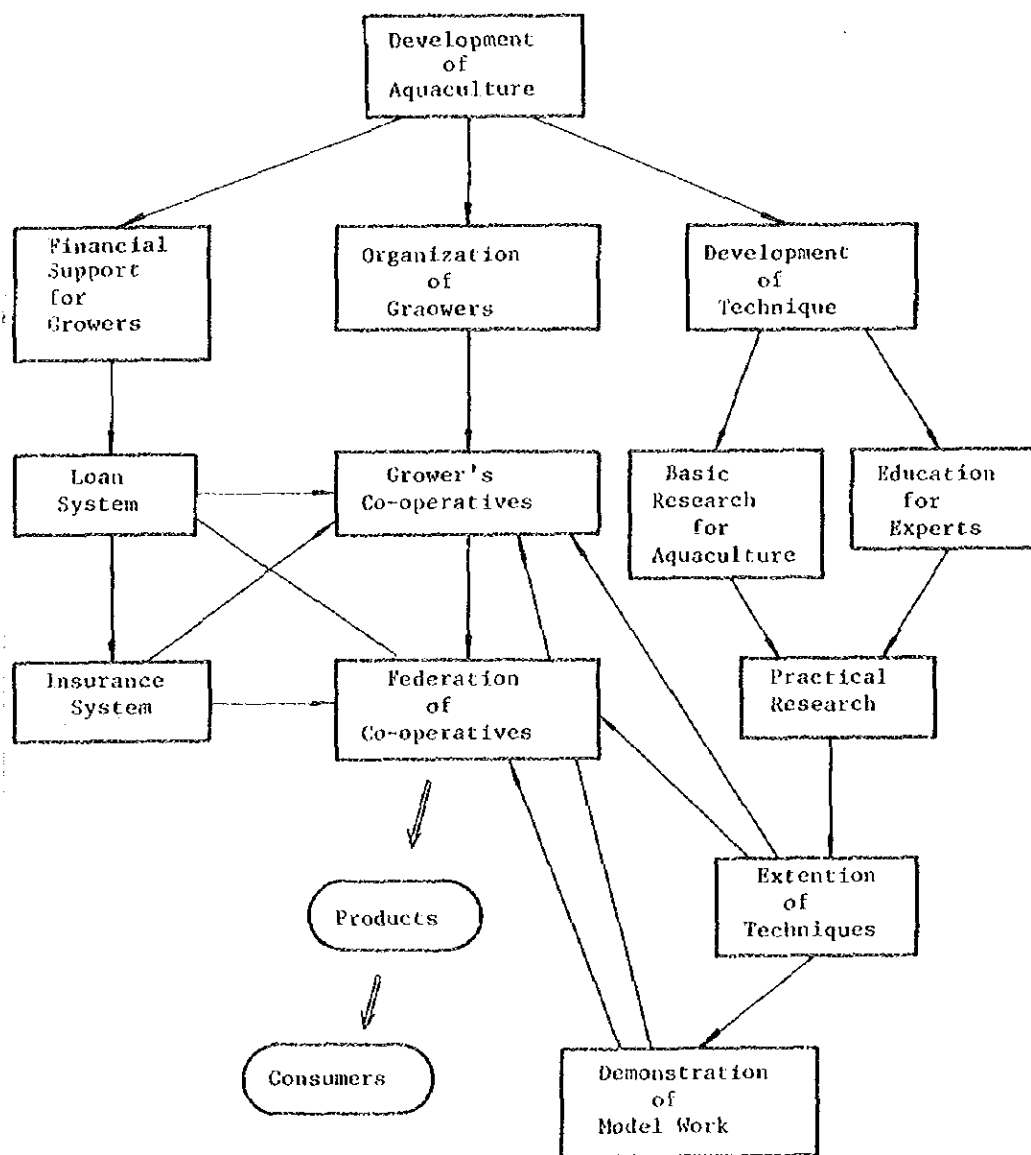 Development
of
Aquaculture
Financial
Support
for
Growers
Organization
of
Graowers
Development
of
Technique
Loan
System
Grower's
Co-operatives
Basic
Research
for
Aquaculture
Education
for
Experts
Insurance
System
Federation
of
Co-operatives
Practical
Research
Products
Extention
of
Techniques
Consumers
Demonstration
of
Model Work